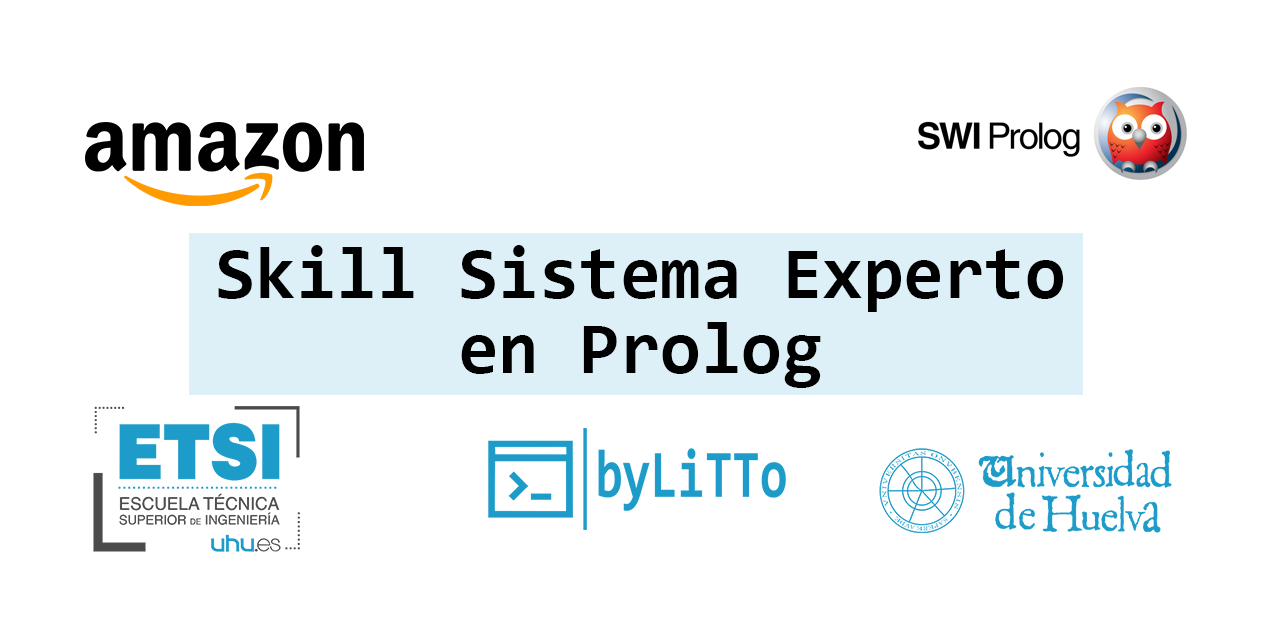 amazon
SWI Prolog
Skill Sistema Experto
en Prolog
ETSI
ESCUELA TÉCNICA
SUPERIOR DE INGENIERÍA
uhu.es
byLiTTo
Universidad
de Huelva